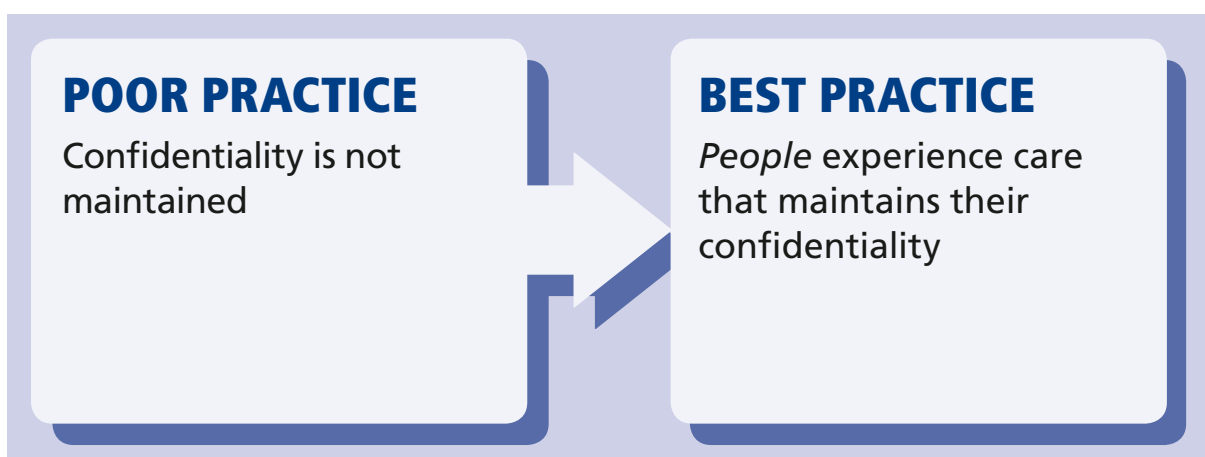 POOR PRACTICE
Confidentiality is not
maintained
BEST PRACTICE
People experience care
that maintains their
confidentiality